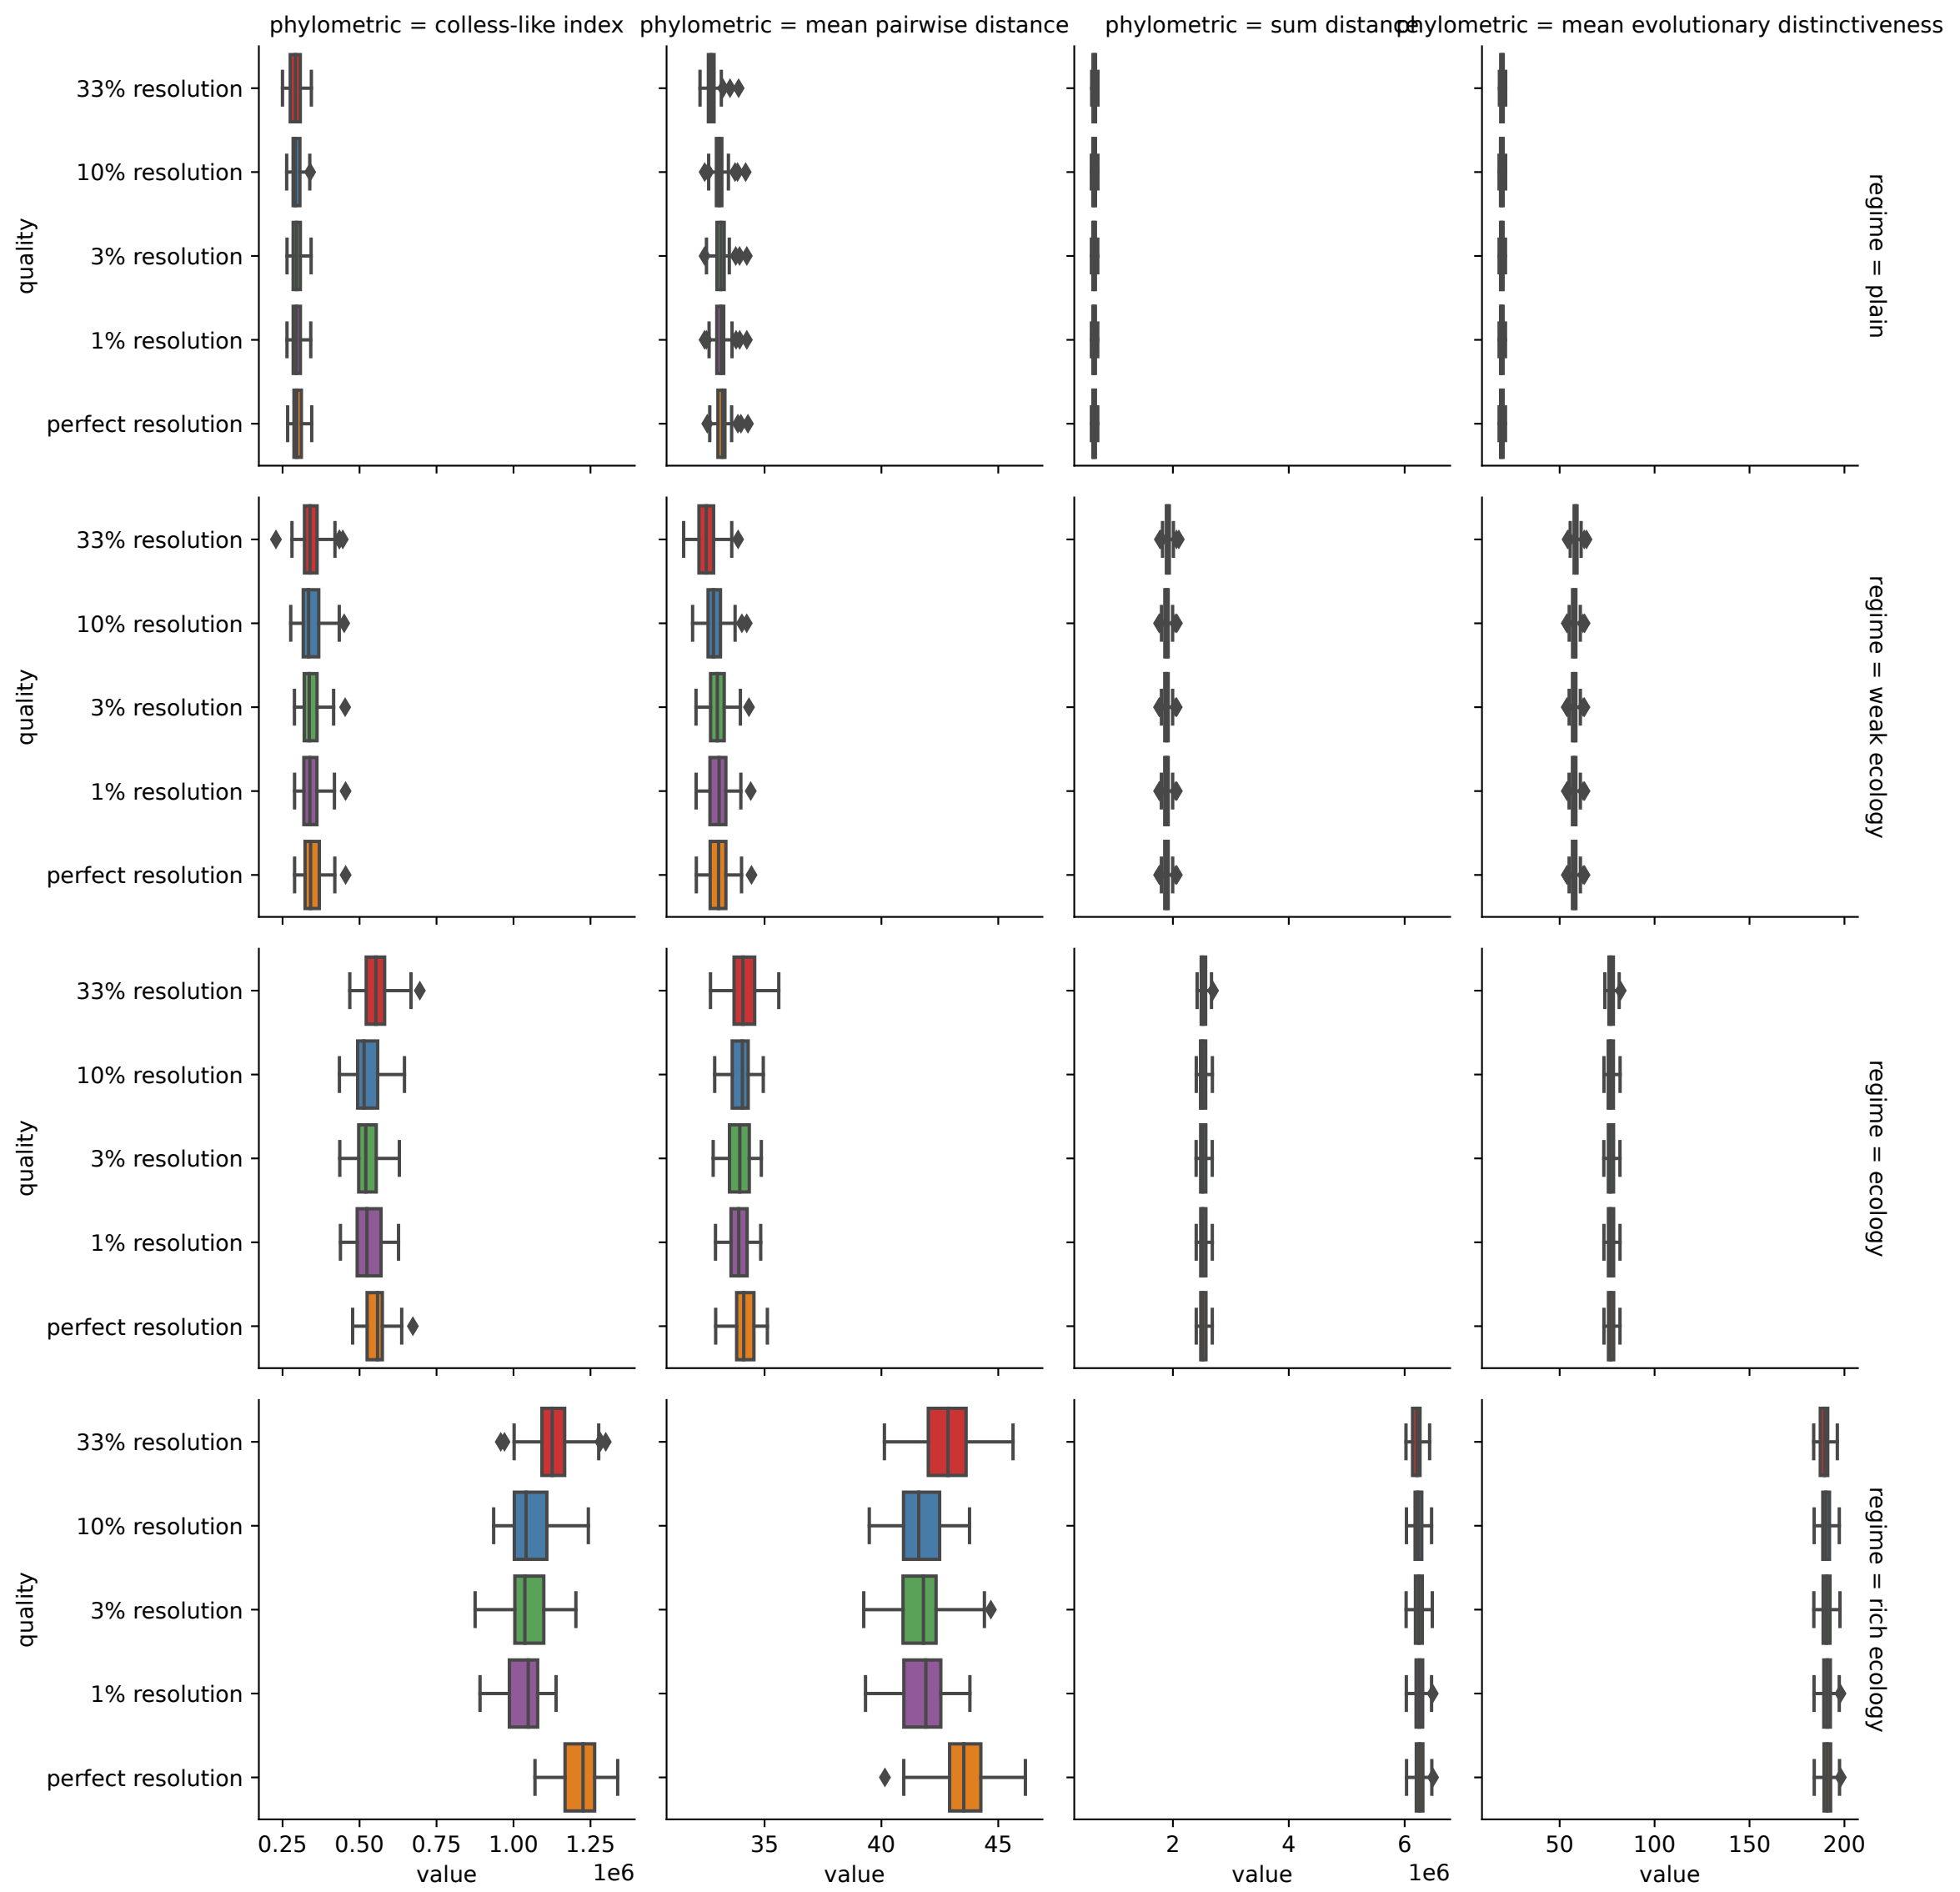 phylometric = colless-like index
phylometric = mean pairwise distance
phylometric = sum distance
phylometric = mean evolutionary distinctiveness
33% resolution
10% resolution
3% resolution
1% resolution
perfect resolution
quality
regime = plain
33% resolution
10% resolution
3% resolution
1% resolution
perfect resolution
quality
regime = weak ecology
33% resolution
10% resolution
3% resolution
1% resolution
perfect resolution
quality
regime = ecology
33% resolution
10% resolution
3% resolution
1% resolution
perfect resolution
quality
regime = rich ecology
0.25 0.50 0.75 1.00 1.25
1e6
value
35 40 45
value
2 4 6
1e6
value
50 100 150 200
value